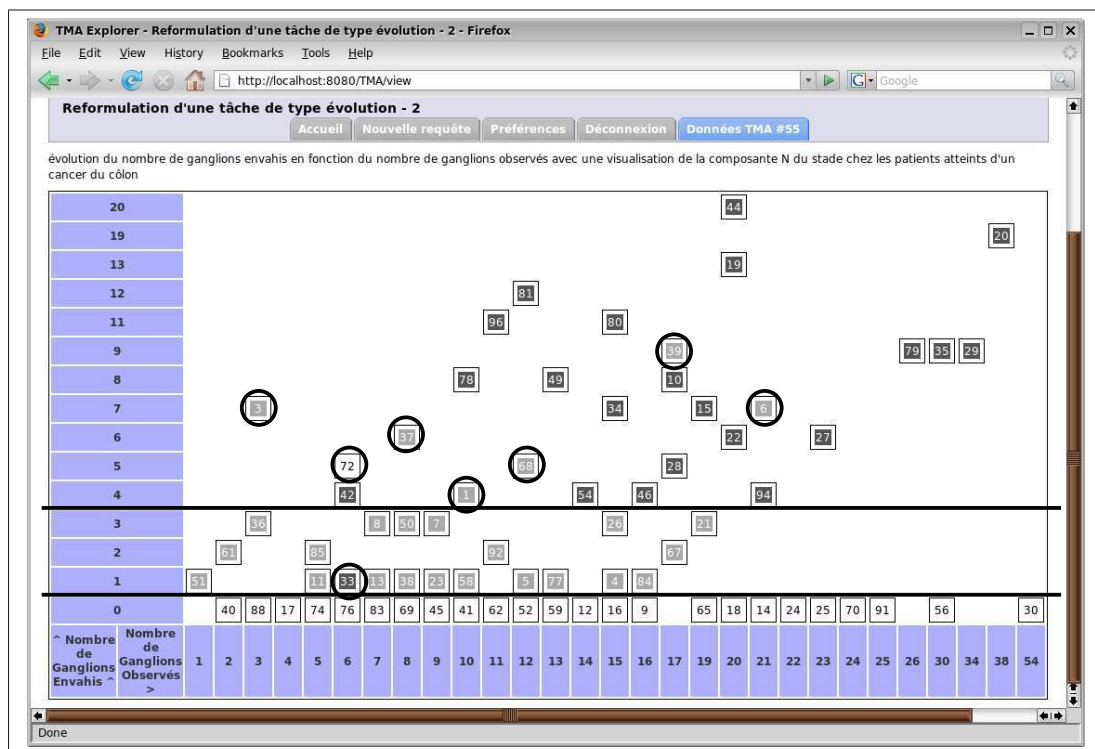 TMA Explorer - Reformulation d'une tâche de type évolution - 2 - Firefox
File Edit View History Bookmarks Tools Help
http://localhost:8080/TMA/view G Google
Reformulation d'une tâche de type évolution - 2
Accueil Nouvelle requête Préférences Déconnexion Données TMA #55
évolution du nombre de ganglions envahis en fonction du nombre de ganglions observés avec une visualisation de la composante N du stade chez les patients atteints d'un
cancer du côlon
20 44
19 20
13 19
12 81
11 96 80
9 39 79 35 29
8 78 49 10
7 3 34 15 6
6 37 22 27
5 72 68 28
4 42 1 54 46 94
3 36 8 50 7 26 21
2 61 85 92 67
1 51 11 33 13 38 23 58 5 77 4 84
0 40 88 17 74 76 83 69 45 41 62 52 59 12 16 9 65 18 14 24 25 70 91 56 30
^ Nombre
de
Ganglions
Envahis ^
Nombre
de
Ganglions
Observés
>
1 2 3 4 5 6 7 8 9 10 11 12 13 14 15 16 17 19 20 21 22 23 24 25 26 30 34 38 54
Done